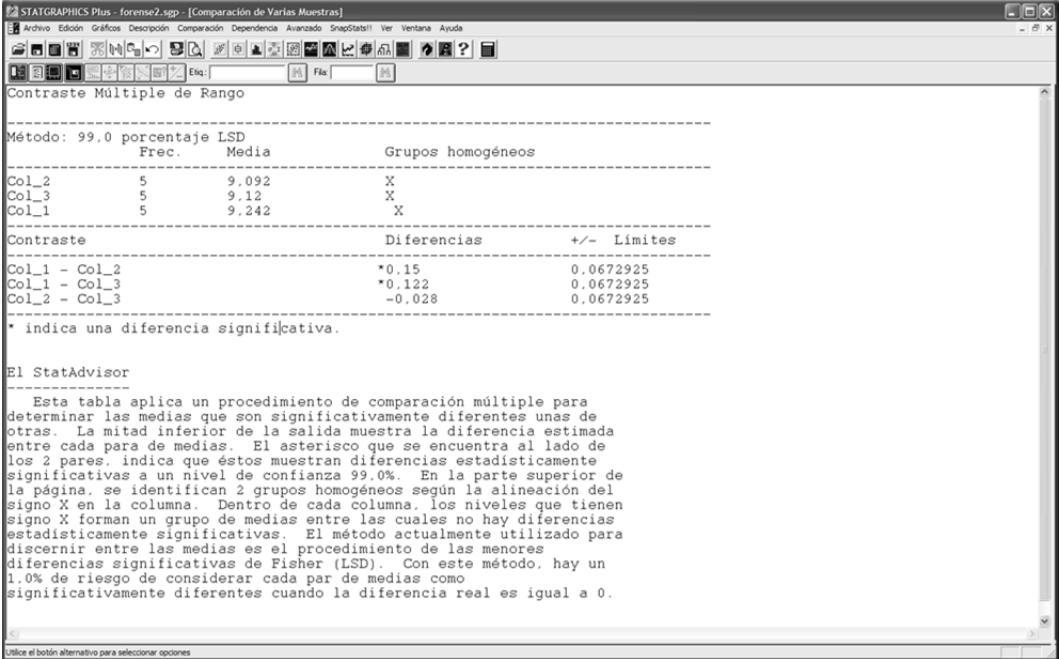 STATGRAPHICS Plus - forense2.sgp - [Comparación de Varias Muestras]
Archivo Edición Gráficos Descripción Comparación Dependencia Avanzado SnapStats!! Ver Ventana Ayuda
Etiq.: Fila:
Contraste Múltiple de Rango
Método: 99,0 porcentaje LSD
Frec. Media Grupos homogéneos
Col_2 5 9,092 X
Col_3 5 9,12 X
Col_1 5 9,242 X
Contraste Diferencias +/- Límites
Col_1 - Col_2 *0,15 0,0672925
Col_1 - Col_3 *0,122 0,0672925
Col_2 - Col_3 -0,028 0,0672925
* indica una diferencia significativa.
El StatAdvisor
--------------
Esta tabla aplica un procedimiento de comparación múltiple para
determinar las medias que son significativamente diferentes unas de
otras. La mitad inferior de la salida muestra la diferencia estimada
entre cada para de medias. El asterisco que se encuentra al lado de
los 2 pares, indica que éstos muestran diferencias estadísticamente
significativas a un nivel de confianza 99,0%. En la parte superior de
la página, se identifican 2 grupos homogéneos según la alineación del
signo X en la columna. Dentro de cada columna, los niveles que tienen
signo X forman un grupo de medias entre las cuales no hay diferencias
estadísticamente significativas. El método actualmente utilizado para
discernir entre las medias es el procedimiento de las menores
diferencias significativas de Fisher (LSD). Con este método, hay un
1,0% de riesgo de considerar cada par de medias como
significativamente diferentes cuando la diferencia real es igual a 0.
Utilice el botón alternativo para seleccionar opciones